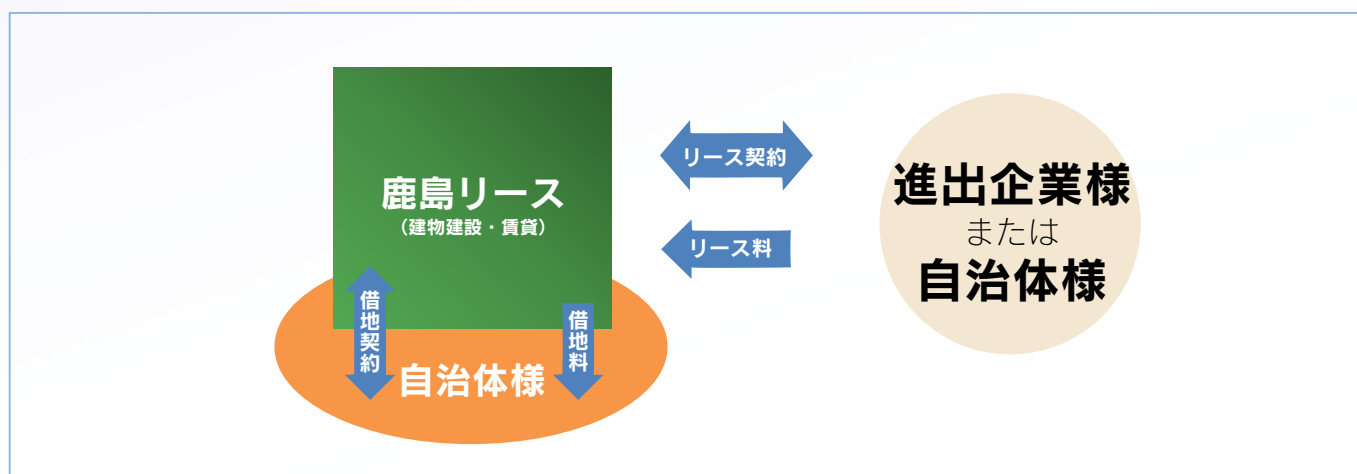 鹿島リース
（建物建設・賃貸）
リース契約
リース料
進出企業様
または
自治体様
借地契約
借地料
自治体様